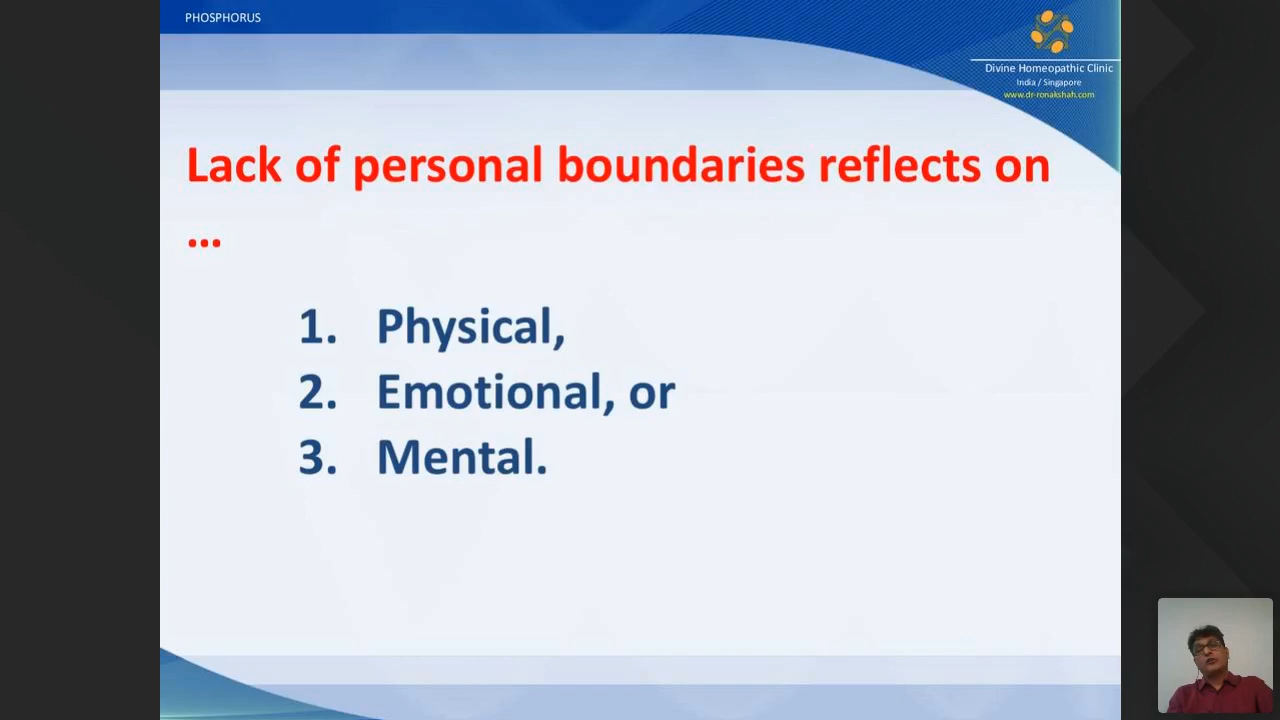 PHOSPHORUS
Divine Homeopathic Clinic
India / Singapore
www.dr-ronakshah.com
Lack of personal boundaries reflects on
...
1. Physical,
2. Emotional, or
3. Mental.